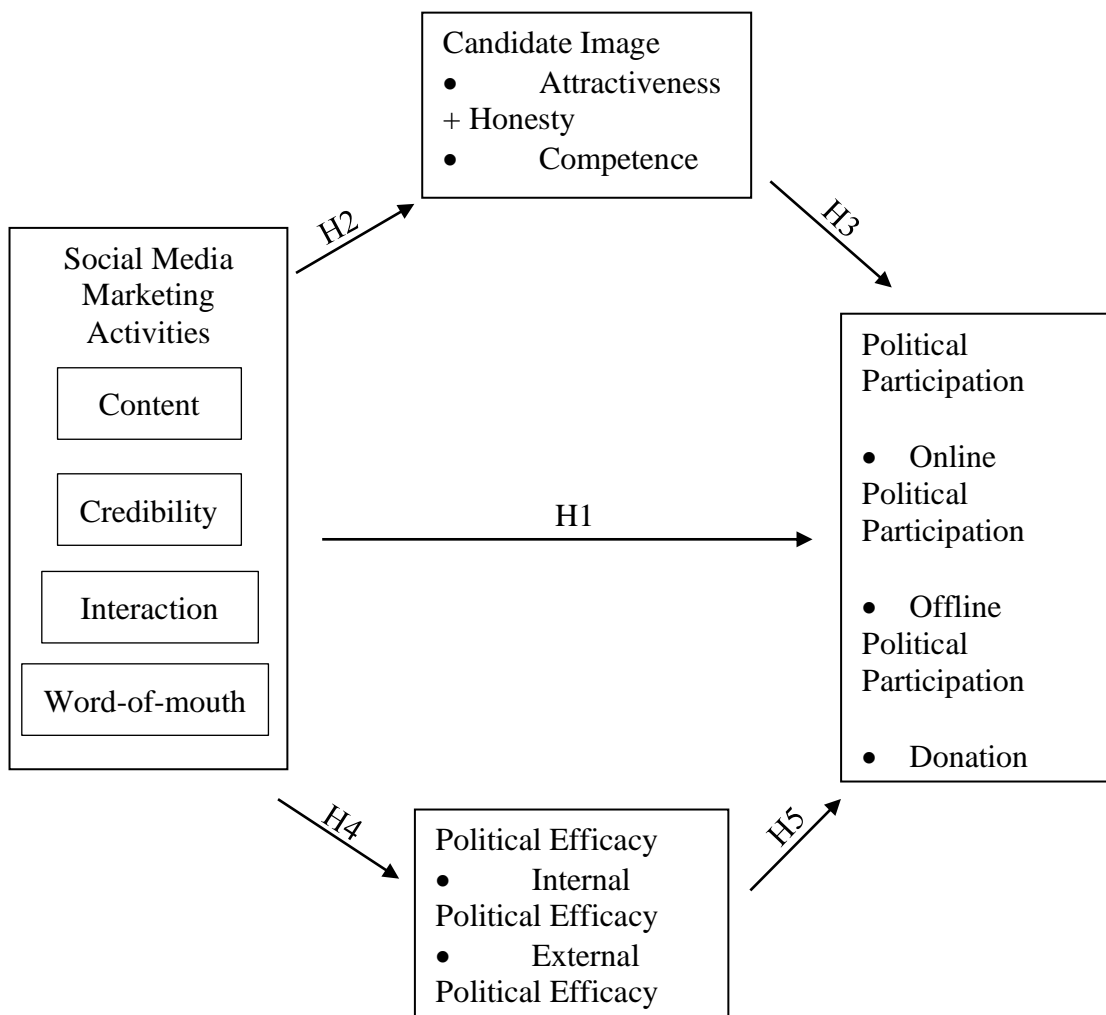 Candidate Image
• Attractiveness
+ Honesty
• Competence
H2
H3
Social Media
Marketing
Activities
Content
Credibility
Interaction
Word-of-mouth
H1
Political
Participation
• Online
Political
Participation
• Offline
Political
Participation
• Donation
H4
H5
Political Efficacy
• Internal
Political Efficacy
• External
Political Efficacy